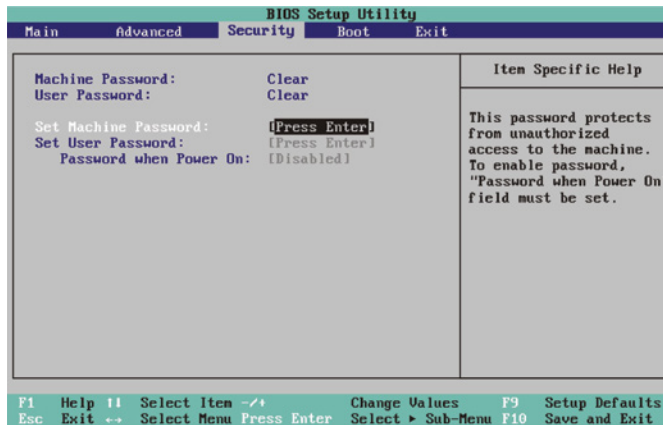 BIOS Setup Utility
Main Advanced Security Boot Exit
Machine Password: Clear
User Password: Clear
Set Machine Password: [Press Enter]
Set User Password: [Press Enter]
Password when Power On: [Disabled]
Item Specific Help
This password protects
from unauthorized
access to the machine.
To enable password,
"Password when Power On
field must be set.
F1 Help ↑↓ Select Item -/+ Change Values F9 Setup Defaults
Esc Exit ↔ Select Menu Press Enter Select ► Sub-Menu F10 Save and Exit